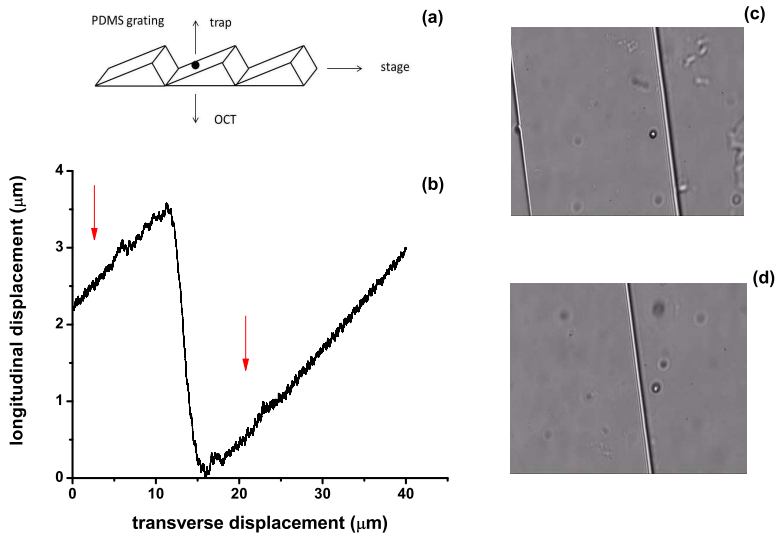 (a)
PDMS grating
trap
stage
OCT
(b)
longitudinal displacement (μm)
4
3
2
1
0
0 10 20 30 40
transverse displacement (μm)
(c)
(d)